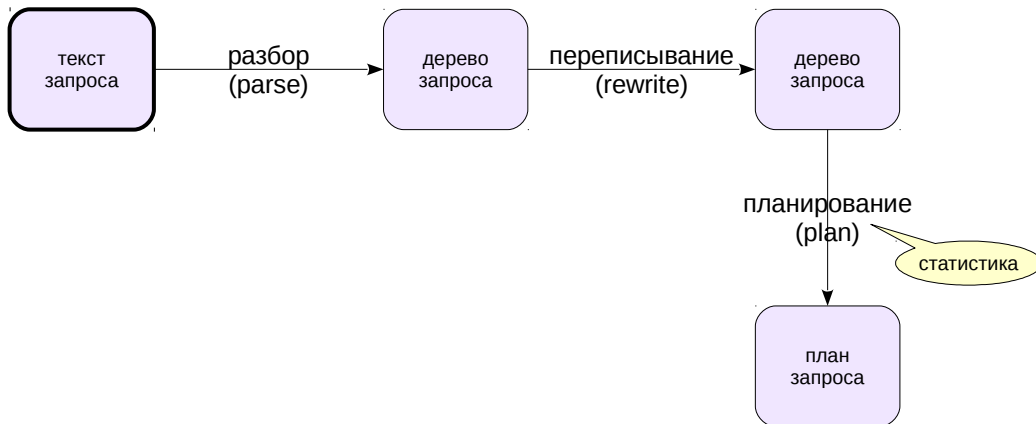 текст
запроса
разбор
(parse)
дерево
запроса
переписывание
(rewrite)
дерево
запроса
планирование
(plan)
статистика
план
запроса